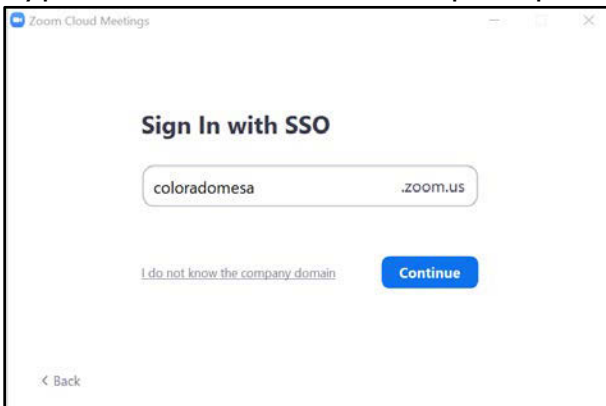 Zoom Cloud Meetings
Sign In with SSO
coloradomesa .zoom.us
I do not know the company domain Continue
< Back